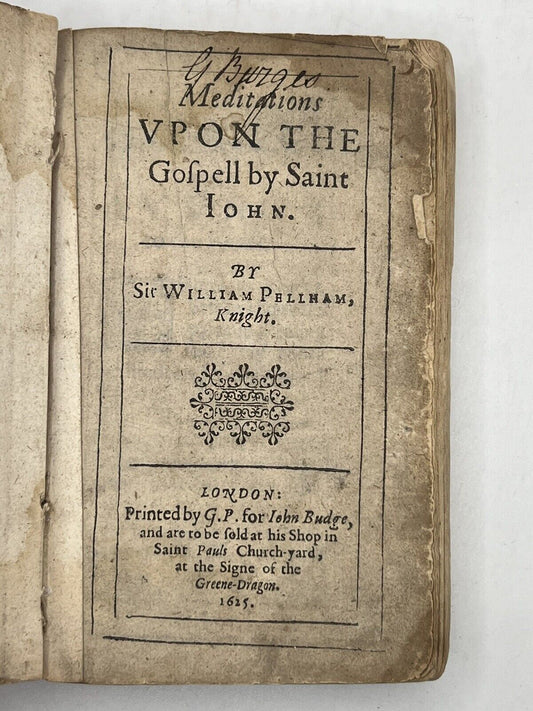 G Burges
Meditations
VPON THE
Goſpell by Saint
IOHN.
BY
Sir WILLIAM PELLHAM,
Knight.
LONDON:
Printed by G.P. for Iohn Budge,
and are to be ſold at his Shop in
Saint Pauls Church-yard,
at the Signe of the
Greene-Dragon.
1625.